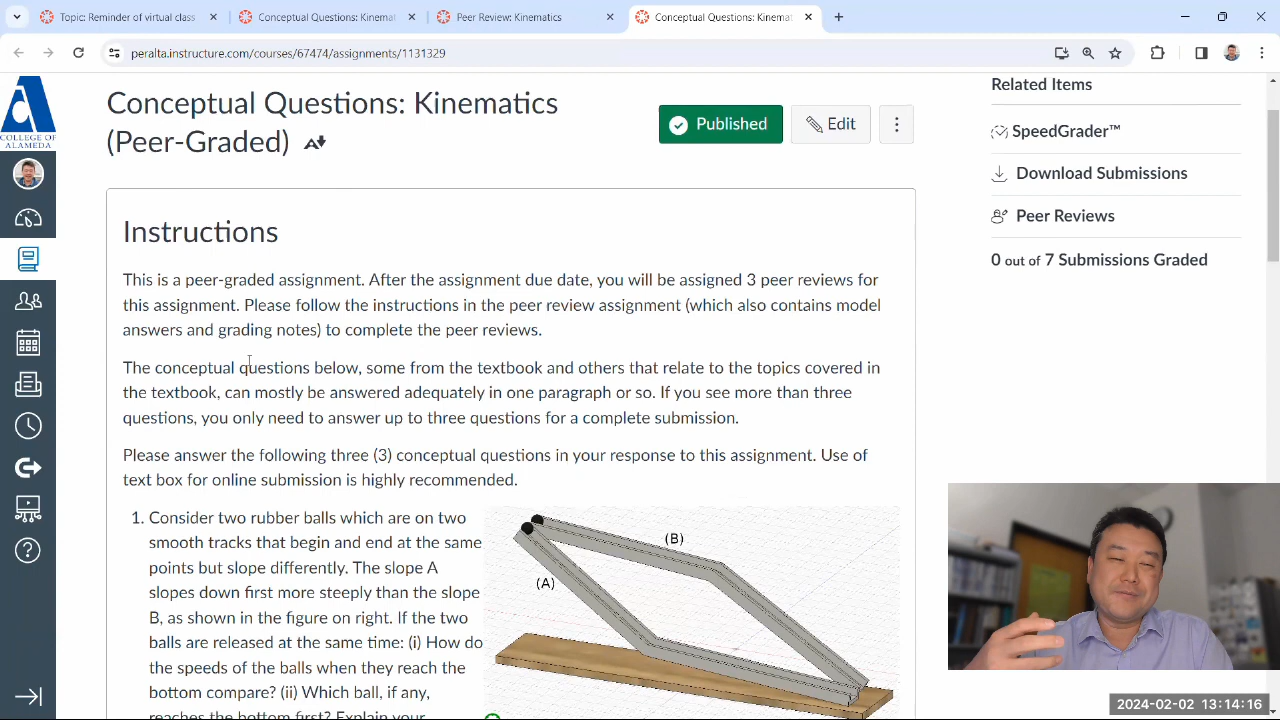 Topic: Reminder of virtual class
Conceptual Questions: Kinemat
Peer Review: Kinematics
Conceptual Questions: Kinemat
peralta.instructure.com/courses/67474/assignments/1131329
COLLEGE OF
ALAMEDA
Conceptual Questions: Kinematics
(Peer-Graded)
Published
Edit
Related Items
SpeedGrader™
Download Submissions
Peer Reviews
0 out of 7 Submissions Graded
Instructions
This is a peer-graded assignment. After the assignment due date, you will be assigned 3 peer reviews for
this assignment. Please follow the instructions in the peer review assignment (which also contains model
answers and grading notes) to complete the peer reviews.
The conceptual questions below, some from the textbook and others that relate to the topics covered in
the textbook, can mostly be answered adequately in one paragraph or so. If you see more than three
questions, you only need to answer up to three questions for a complete submission.
Please answer the following three (3) conceptual questions in your response to this assignment. Use of
text box for online submission is highly recommended.
1. Consider two rubber balls which are on two
smooth tracks that begin and end at the same
points but slope differently. The slope A
slopes down first more steeply than the slope
B, as shown in the figure on right. If the two
balls are released at the same time: (i) How do
the speeds of the balls when they reach the
bottom compare? (ii) Which ball, if any,
reaches the bottom first? Explain your
(B)
(A)
2024-02-02 13:14:16